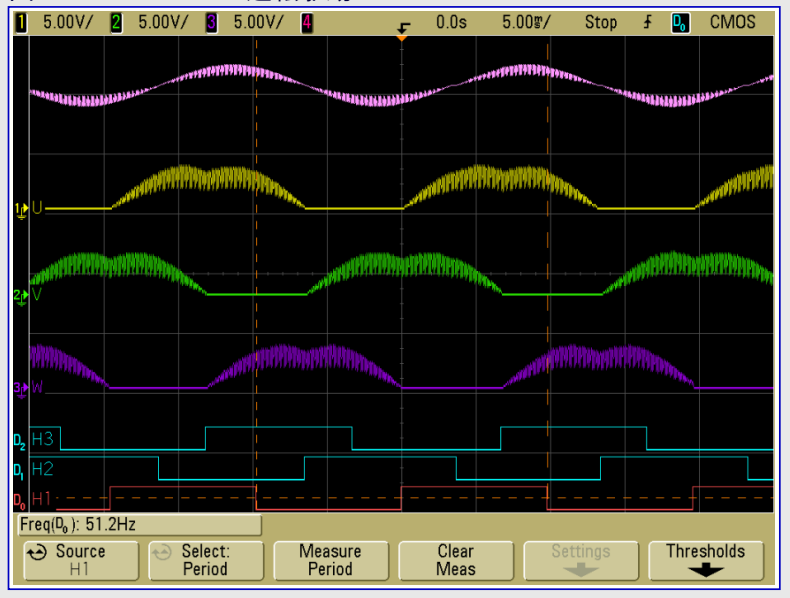 1 5.00V/ 2 5.00V/ 3 5.00V/ 4 0.0s 5.00㎳/ Stop D₀ CMOS
1 U
2 V
3 W
D₂ H3
D₁ H2
D₀ H1
Freq(D₀): 51.2Hz
Source H1
Select: Period
Measure Period
Clear Meas
Settings
Thresholds